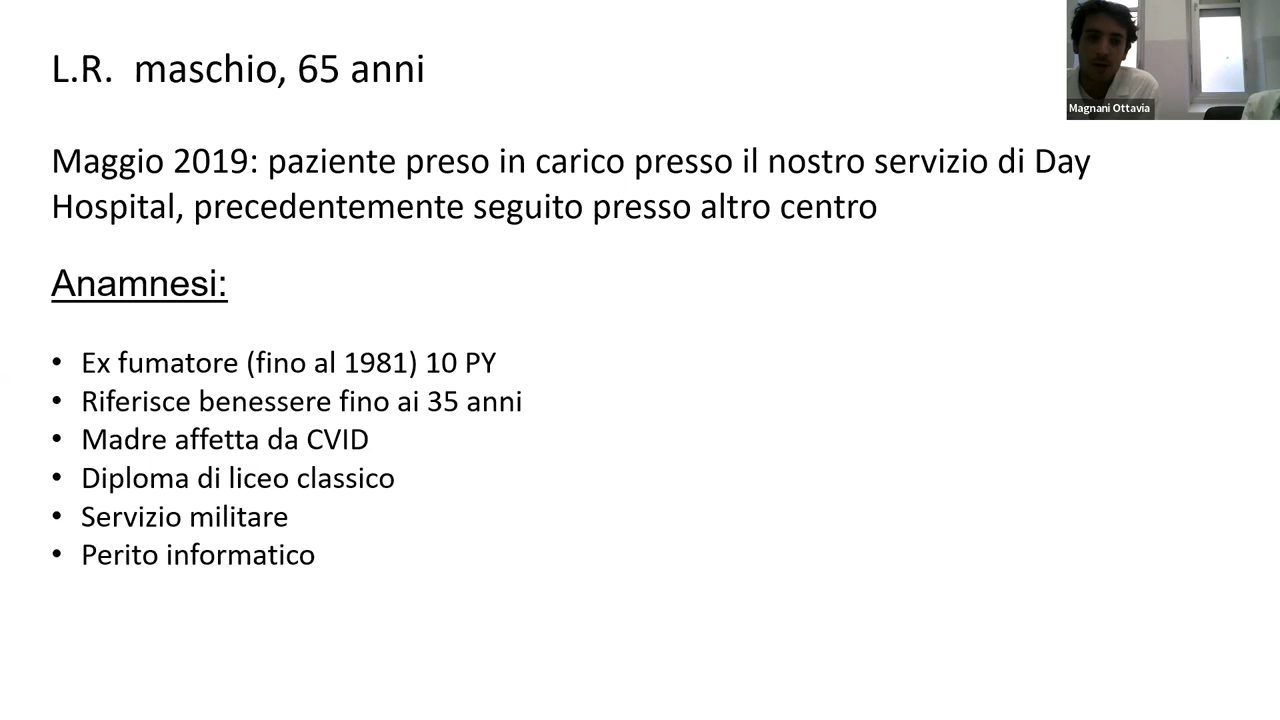 L.R. maschio, 65 anni
Magnani Ottavia
Maggio 2019: paziente preso in carico presso il nostro servizio di Day
Hospital, precedentemente seguito presso altro centro
Anamnesi:
• Ex fumatore (fino al 1981) 10 PY
• Riferisce benessere fino ai 35 anni
• Madre affetta da CVID
• Diploma di liceo classico
• Servizio militare
• Perito informatico